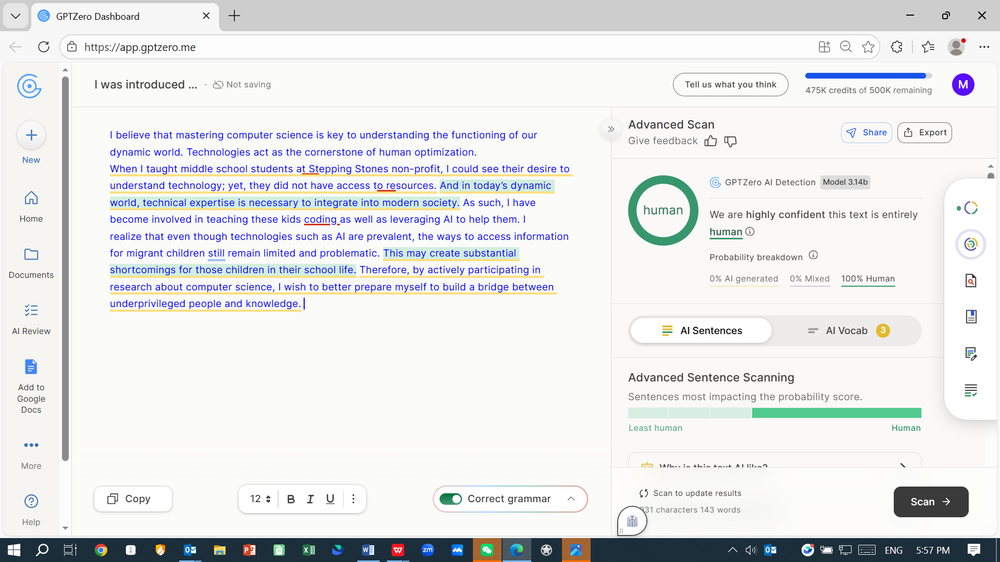 GPTZero Dashboard
https://app.gptzero.me
I was introduced ...
- Not saving
Tell us what you think
475K credits of 500K remaining
M
New
Home
Documents
AI Review
Add to
Google
Docs
More
Help
I believe that mastering computer science is key to understanding the functioning of our
dynamic world. Technologies act as the cornerstone of human optimization.
When I taught middle school students at Stepping Stones non-profit, I could see their desire to
understand technology; yet, they did not have access to resources. And in today’s dynamic
world, technical expertise is necessary to integrate into modern society. As such, I have
become involved in teaching these kids coding as well as leveraging AI to help them. I
realize that even though technologies such as AI are prevalent, the ways to access information
for migrant children still remain limited and problematic. This may create substantial
shortcomings for those children in their school life. Therefore, by actively participating in
research about computer science, I wish to better prepare myself to build a bridge between
underprivileged people and knowledge.
Copy
12
B I U
Correct grammar
Advanced Scan
Give feedback
Share
Export
human
GPTZero AI Detection Model 3.14b
We are highly confident this text is entirely
human
Probability breakdown
0% AI generated 0% Mixed 100% Human
AI Sentences
AI Vocab 3
Advanced Sentence Scanning
Sentences most impacting the probability score.
Least human Human
Why is this text AI like?
Scan to update results
931 characters 143 words
Scan
ENG
5:57 PM